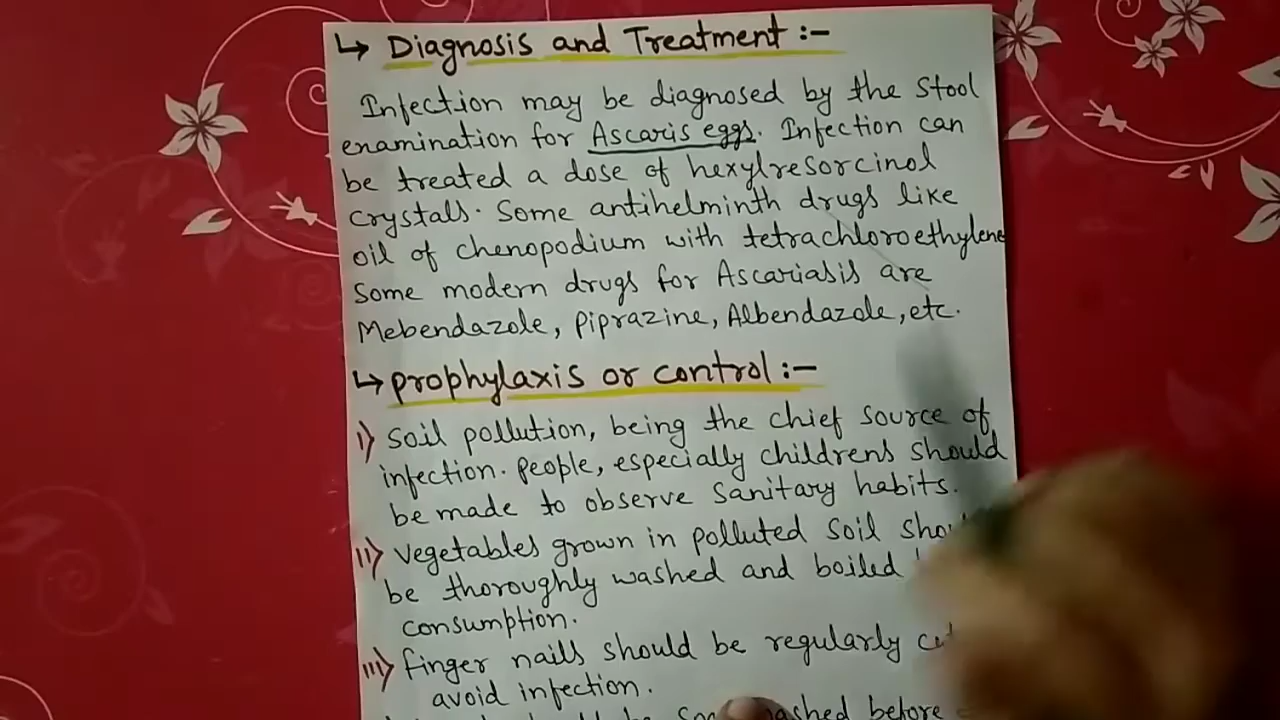 ↳ Diagnosis and Treatment :-
Infection may be diagnosed by the stool
examination for Ascaris eggs. Infection can
be treated a dose of hexylresorcinol
crystals. Some antihelminth drugs like
oil of chenopodium with tetrachloroethylene
Some modern drugs for Ascariasis are
Mebendazole, Piprazine, Albendazole, etc.
↳ prophylaxis or control :-
i) Soil pollution, being the chief source of
infection. People, especially childrens should
be made to observe sanitary habits.
ii) Vegetables grown in polluted soil
be thoroughly washed and boiled
consumption.
iii) finger nails should be regularly
avoid infection.
before